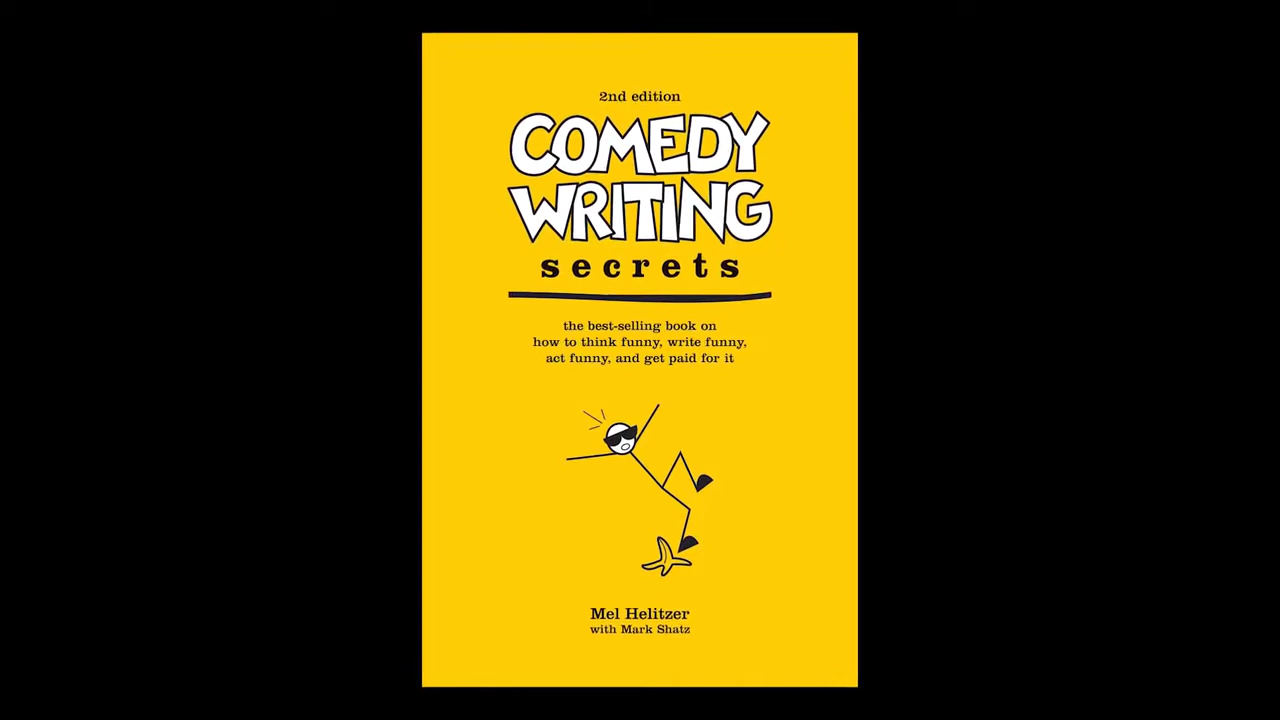 2nd edition
COMEDY
WRITING
secrets
the best-selling book on
how to think funny, write funny,
act funny, and get paid for it
Mel Helitzer
with Mark Shatz